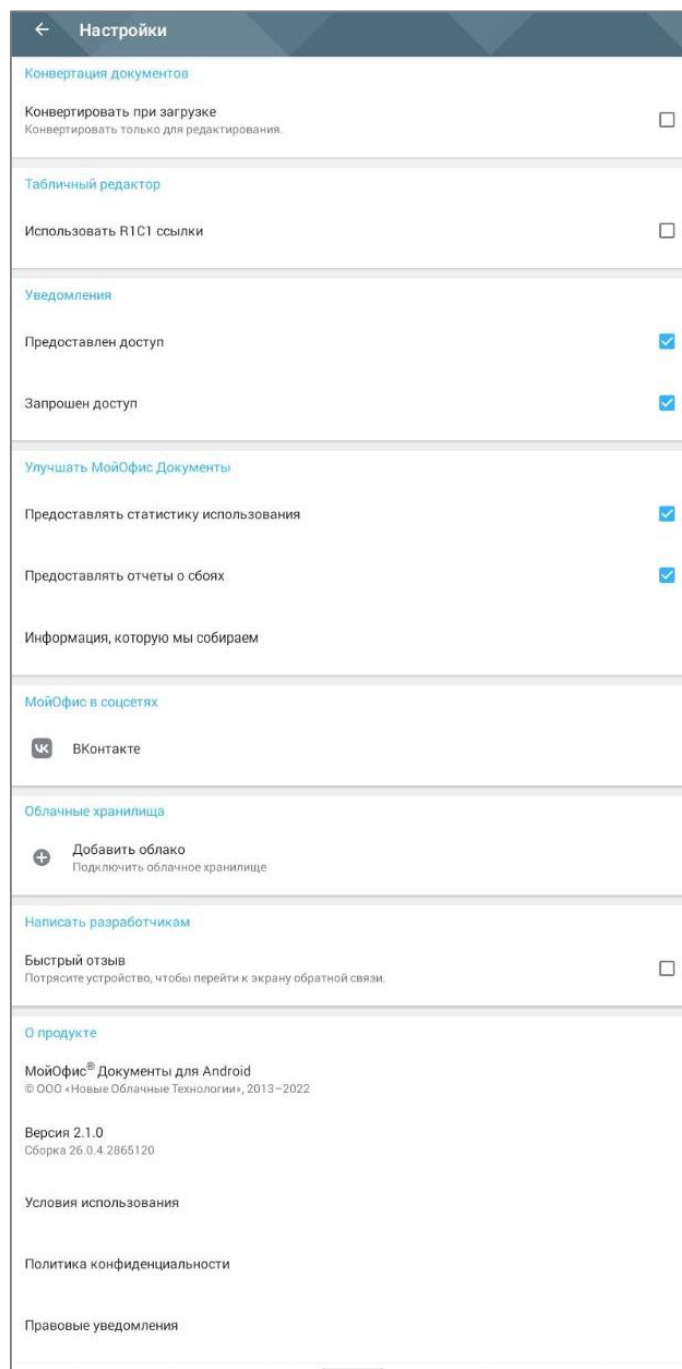 Настройки
Конвертация документов
Конвертировать при загрузке
Конвертировать только для редактирования.
Табличный редактор
Использовать R1C1 ссылки
Уведомления
Предоставлен доступ
Запрошен доступ
Улучшать МойОфис Документы
Предоставлять статистику использования
Предоставлять отчеты о сбоях
Информация, которую мы собираем
МойОфис в соцсетях
ВКонтакте
Облачные хранилища
Добавить облако
Подключить облачное хранилище
Написать разработчикам
Быстрый отзыв
Потрясите устройство, чтобы перейти к экрану обратной связи.
О продукте
МойОфис® Документы для Android
© ООО «Новые Облачные Технологии», 2013–2022
Версия 2.1.0
Сборка 26.0.4.2865120
Условия использования
Политика конфиденциальности
Правовые уведомления